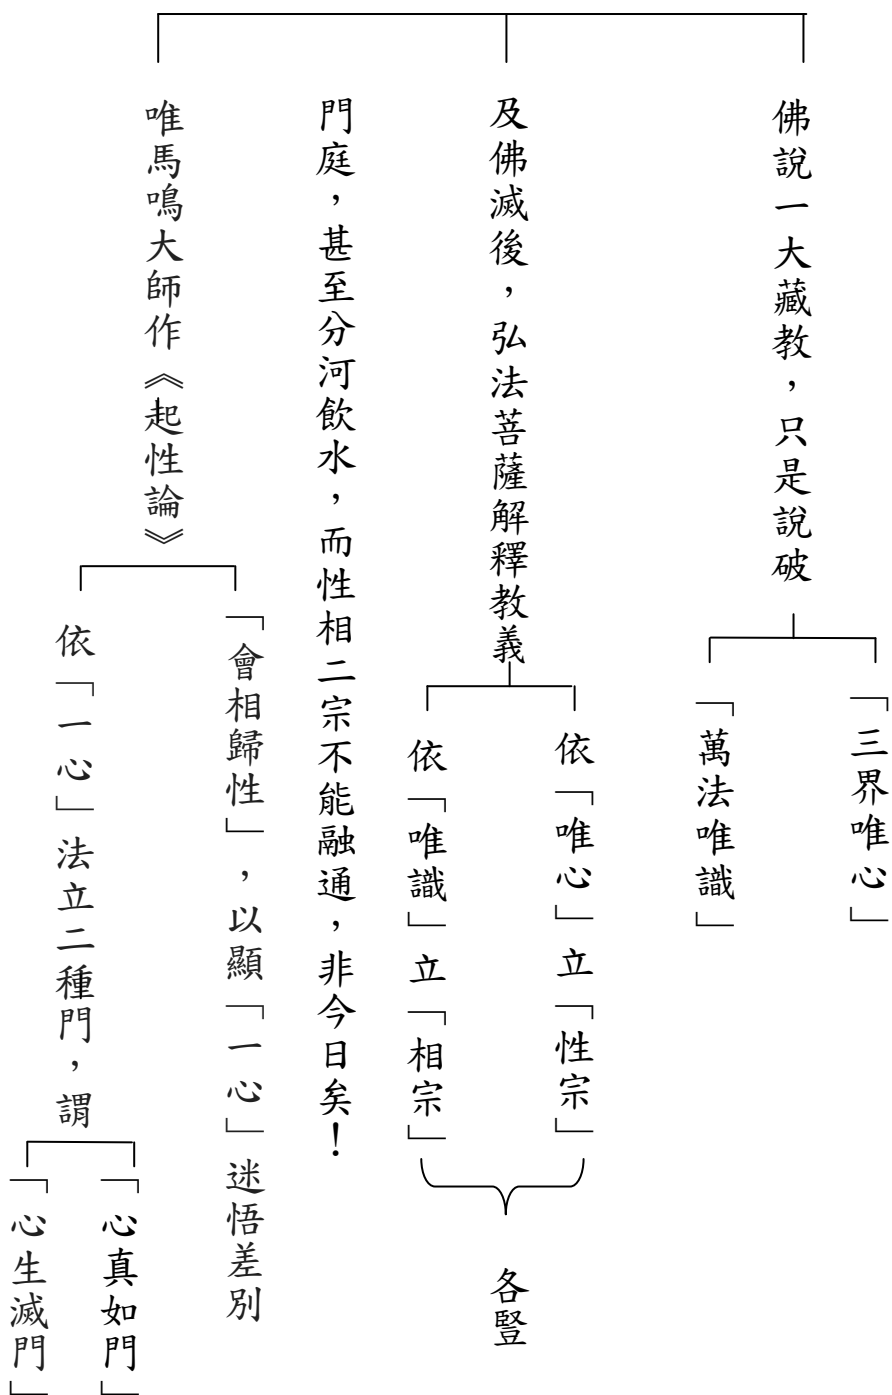 佛說一大藏教，只是說破
「三界唯心」
「萬法唯識」
及佛滅後，弘法菩薩解釋教義
依「唯心」立「性宗」
依「唯識」立「相宗」
各豎
門庭，甚至分河飲水，而性相二宗不能融通，非今日矣！
唯馬鳴大師作《起性論》
「會相歸性」，以顯「一心」迷悟差別
依「一心」法立二種門，謂
「心真如門」
「心生滅門」